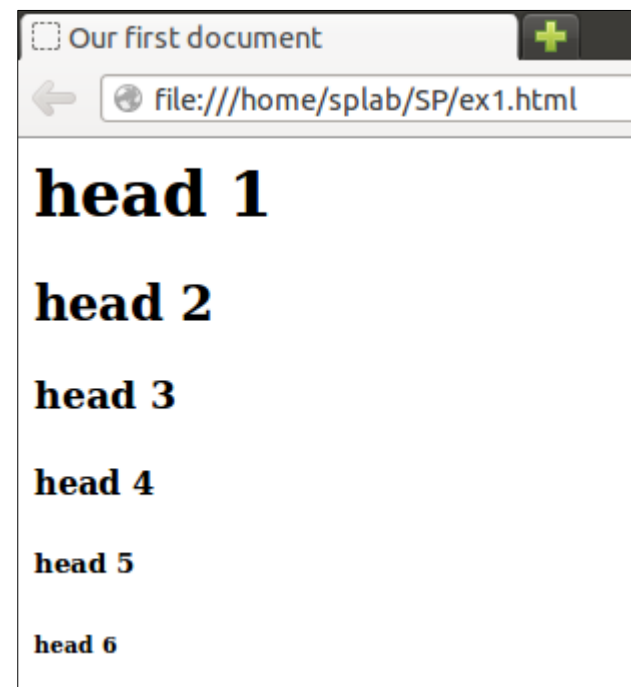 Our first document
file:///home/splab/SP/ex1.html
head 1
head 2
head 3
head 4
head 5
head 6